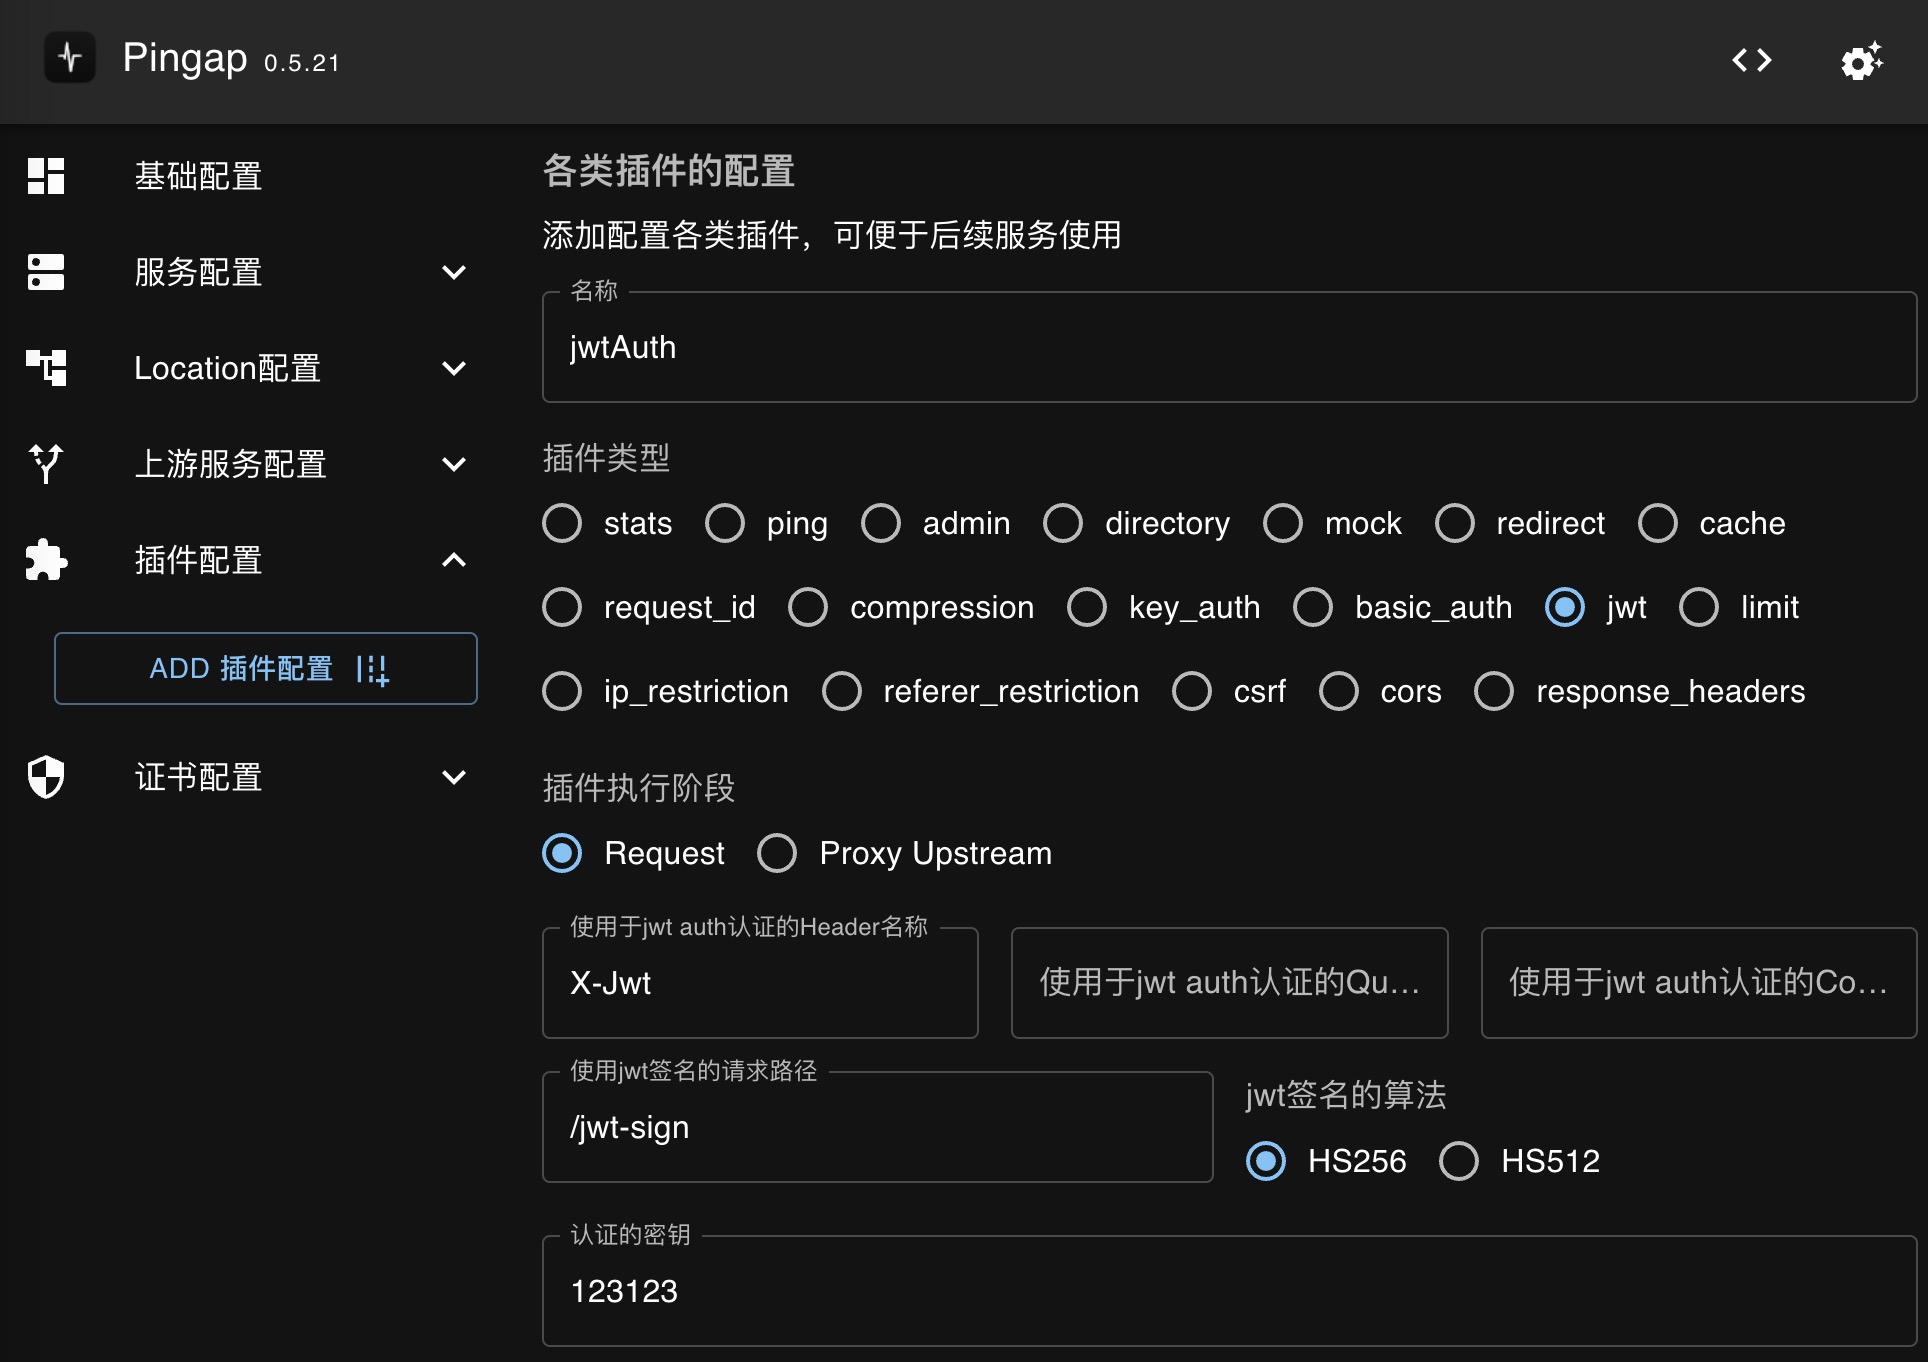 Pingap 0.5.21
基础配置
服务配置
Location配置
上游服务配置
插件配置
ADD 插件配置
证书配置
各类插件的配置
添加配置各类插件，可便于后续服务使用
名称
jwtAuth
插件类型
stats ping admin directory mock redirect cache
request_id compression key_auth basic_auth jwt limit
ip_restriction referer_restriction csrf cors response_headers
插件执行阶段
Request Proxy Upstream
使用于jwt auth认证的Header名称
X-Jwt 使用于jwt auth认证的Qu... 使用于jwt auth认证的Co...
使用jwt签名的请求路径
/jwt-sign
jwt签名的算法
HS256 HS512
认证的密钥
123123